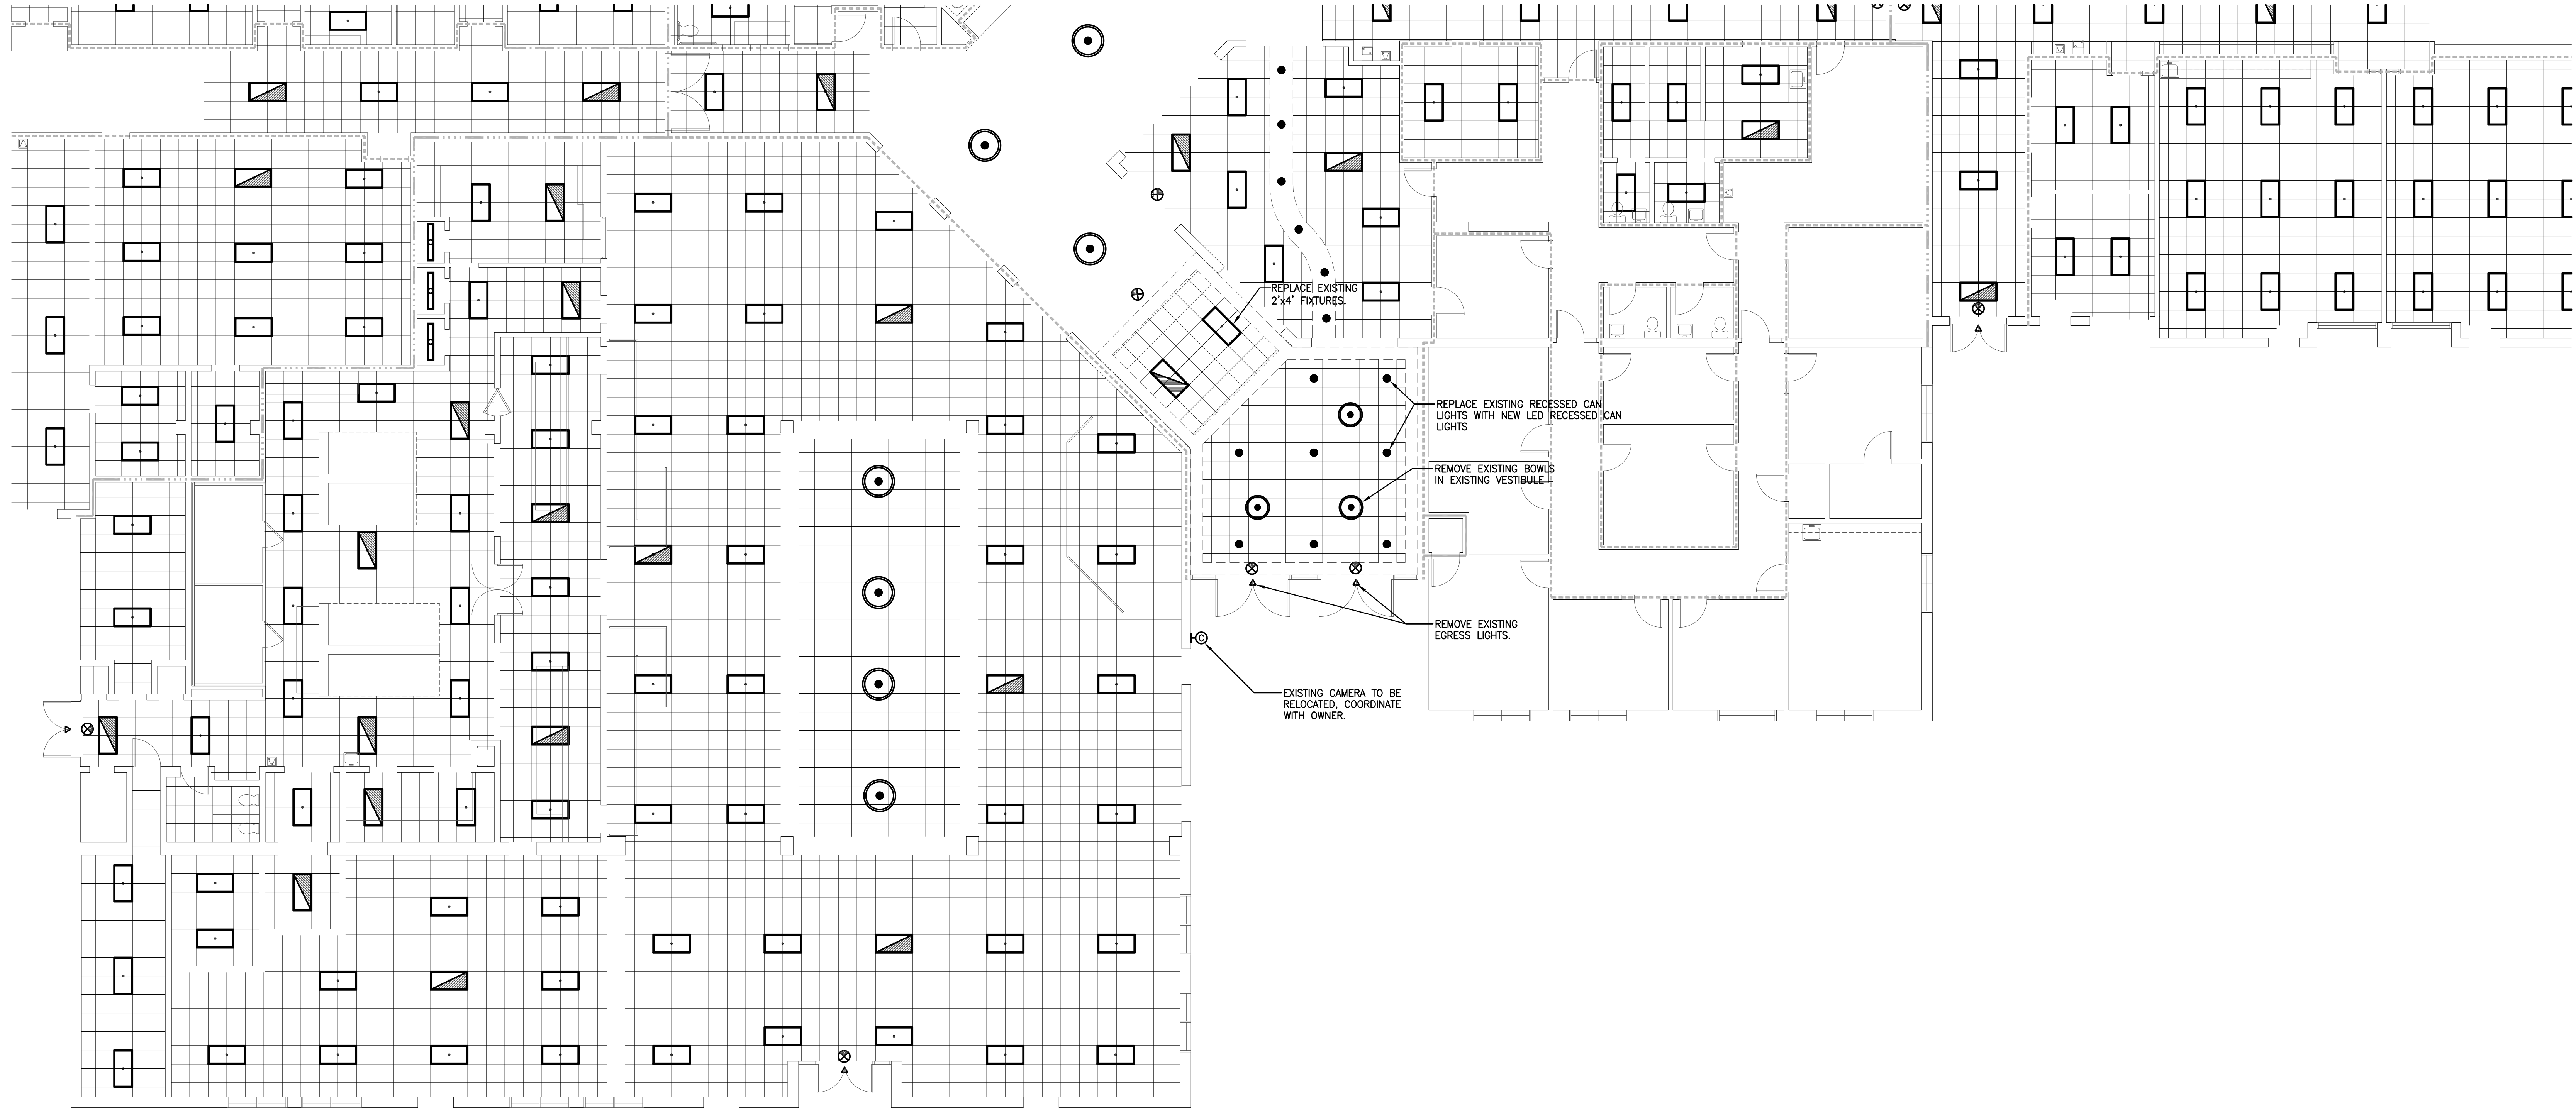 REPLACE EXISTING
2'x4' FIXTURES.
REPLACE EXISTING RECESSED CAN
LIGHTS WITH NEW LED RECESSED CAN
LIGHTS
REMOVE EXISTING BOWLS
IN EXISTING VESTIBULE
REMOVE EXISTING
EGRESS LIGHTS.
C
EXISTING CAMERA TO BE
RELOCATED, COORDINATE
WITH OWNER.